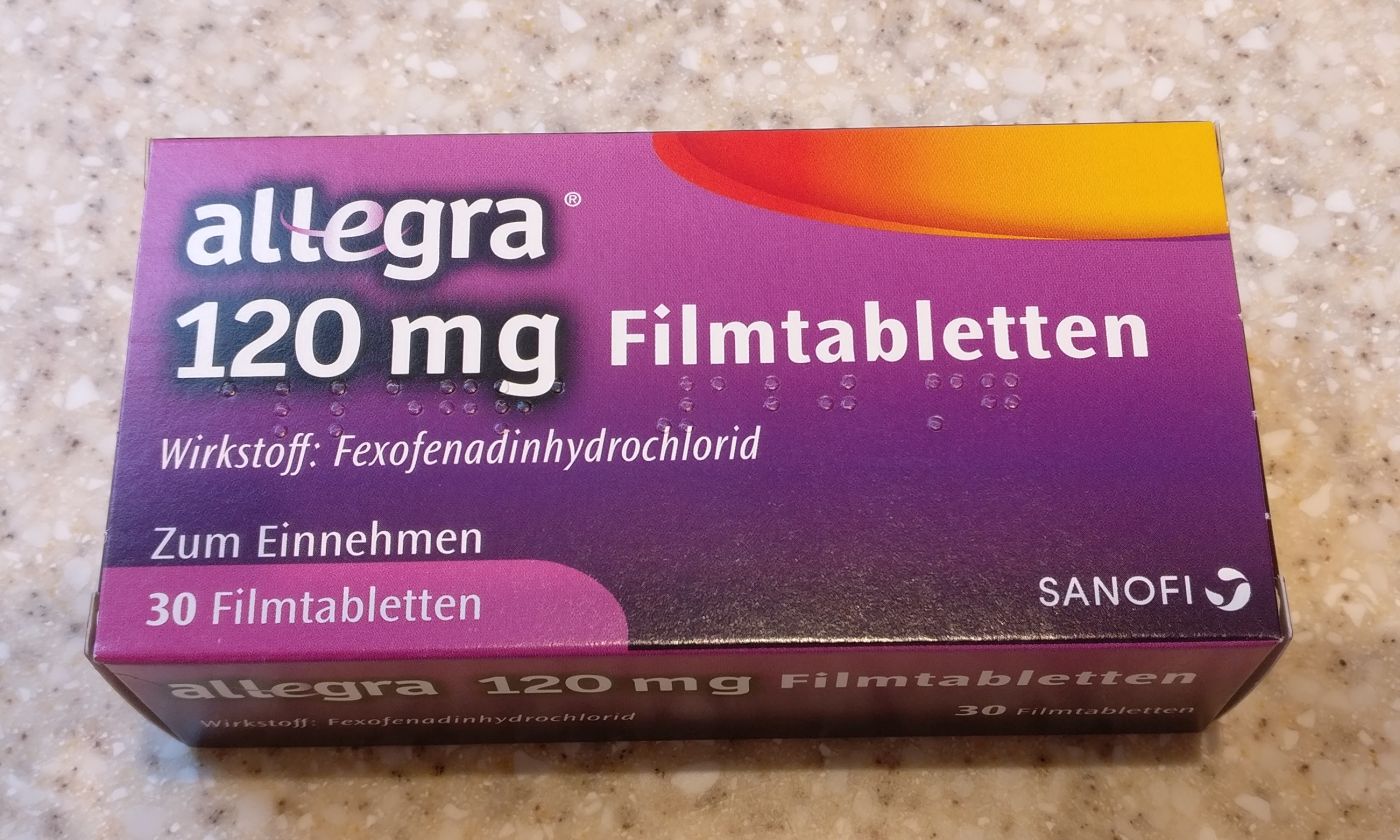 allegra®
120 mg Filmtabletten
Wirkstoff: Fexofenadinhydrochlorid
Zum Einnehmen
30 Filmtabletten
SANOFI
allegra 120 mg Filmtabletten
Wirkstoff: Fexofenadinhydrochlorid
30 Filmtabletten